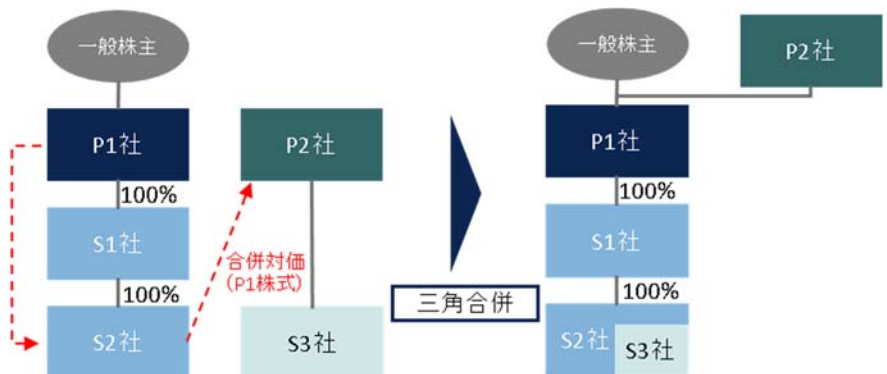 一般株主
P1社
100%
S1社
100%
S2社
P2社
合併対価
(P1株式)
S3社
三角合併
一般株主
P2社
P1社
100%
S1社
100%
S2社
S3社